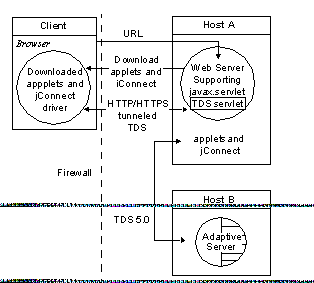 Client
Host A
Browser
URL
Download
applets and
iConnect
Web Server
Supporting
javax.servlet
TDS servlet
Downloaded
appplets and
jConnect
driver
HTTP/HTTPS
tunneled
TDS
applets and
jConnect
Firewall
Host B
TDS 5.0
Adaptive
Server